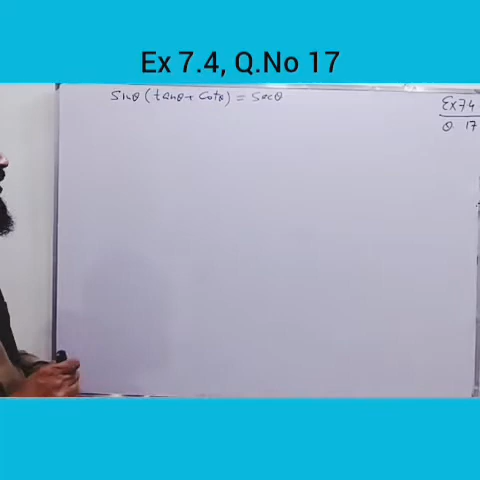 Ex 7.4, Q.No 17
Sinθ (tanθ + Cotθ) = Secθ
Ex 7.4
Q 17